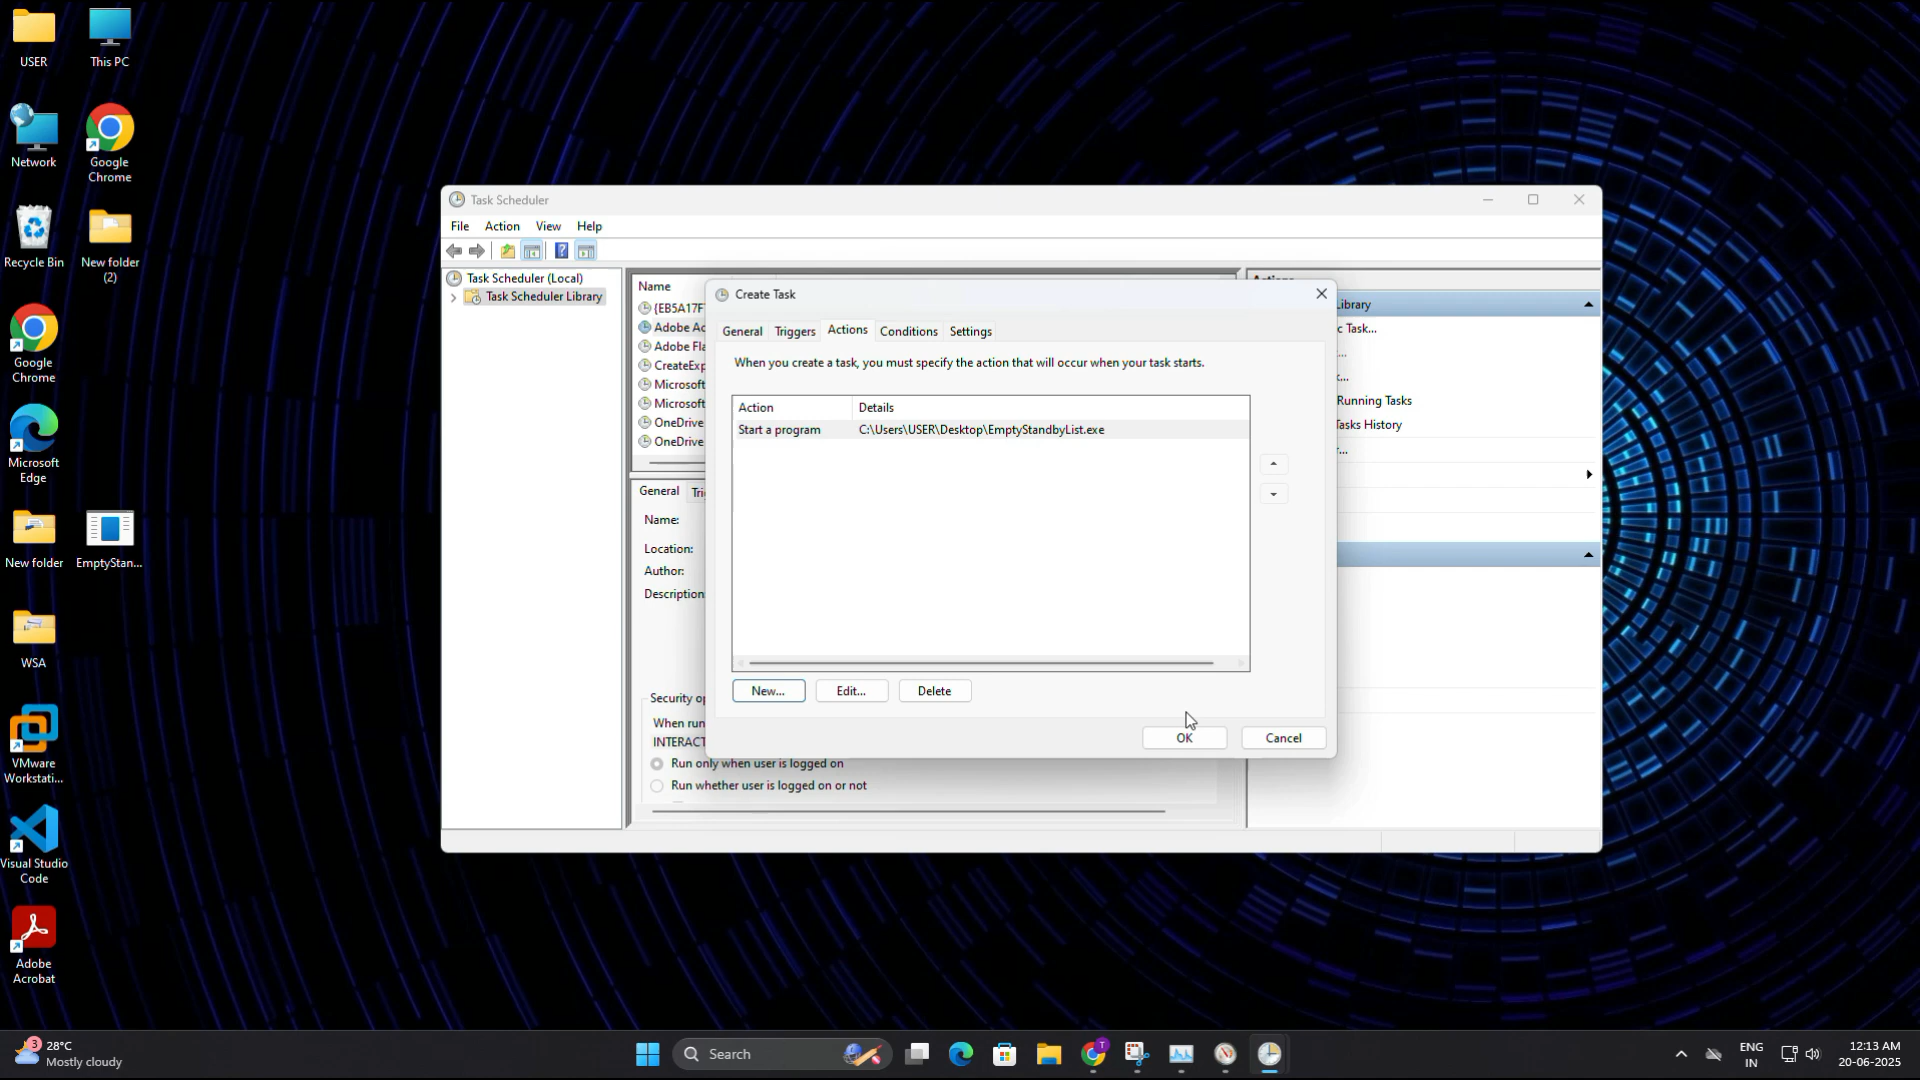 USER
This PC
Network
Google
Chrome
Recycle Bin
New folder
(2)
Google
Chrome
Microsoft
Edge
New folder
EmptyStan...
WSA
VMware
Workstati...
Visual Studio
Code
Adobe
Acrobat
Task Scheduler
File Action View Help
Task Scheduler (Local)
Task Scheduler Library
Name
{EB5A17F
Adobe Ac
Adobe Fla
CreateExp
Microsoft
Microsoft
OneDrive
OneDrive
General Tri
Name:
Location:
Author:
Description:
Security op
When run
INTERACT
Run only when user is logged on
Run whether user is logged on or not
Create Task
General Triggers Actions Conditions Settings
When you create a task, you must specify the action that will occur when your task starts.
Action Details
Start a program C:\Users\USER\Desktop\EmptyStandbyList.exe
New... Edit... Delete
OK Cancel
Library
c Task...
...
...
Running Tasks
Tasks History
...
3
28°C
Mostly cloudy
Search
T
ENG
IN
12:13 AM
20-06-2025